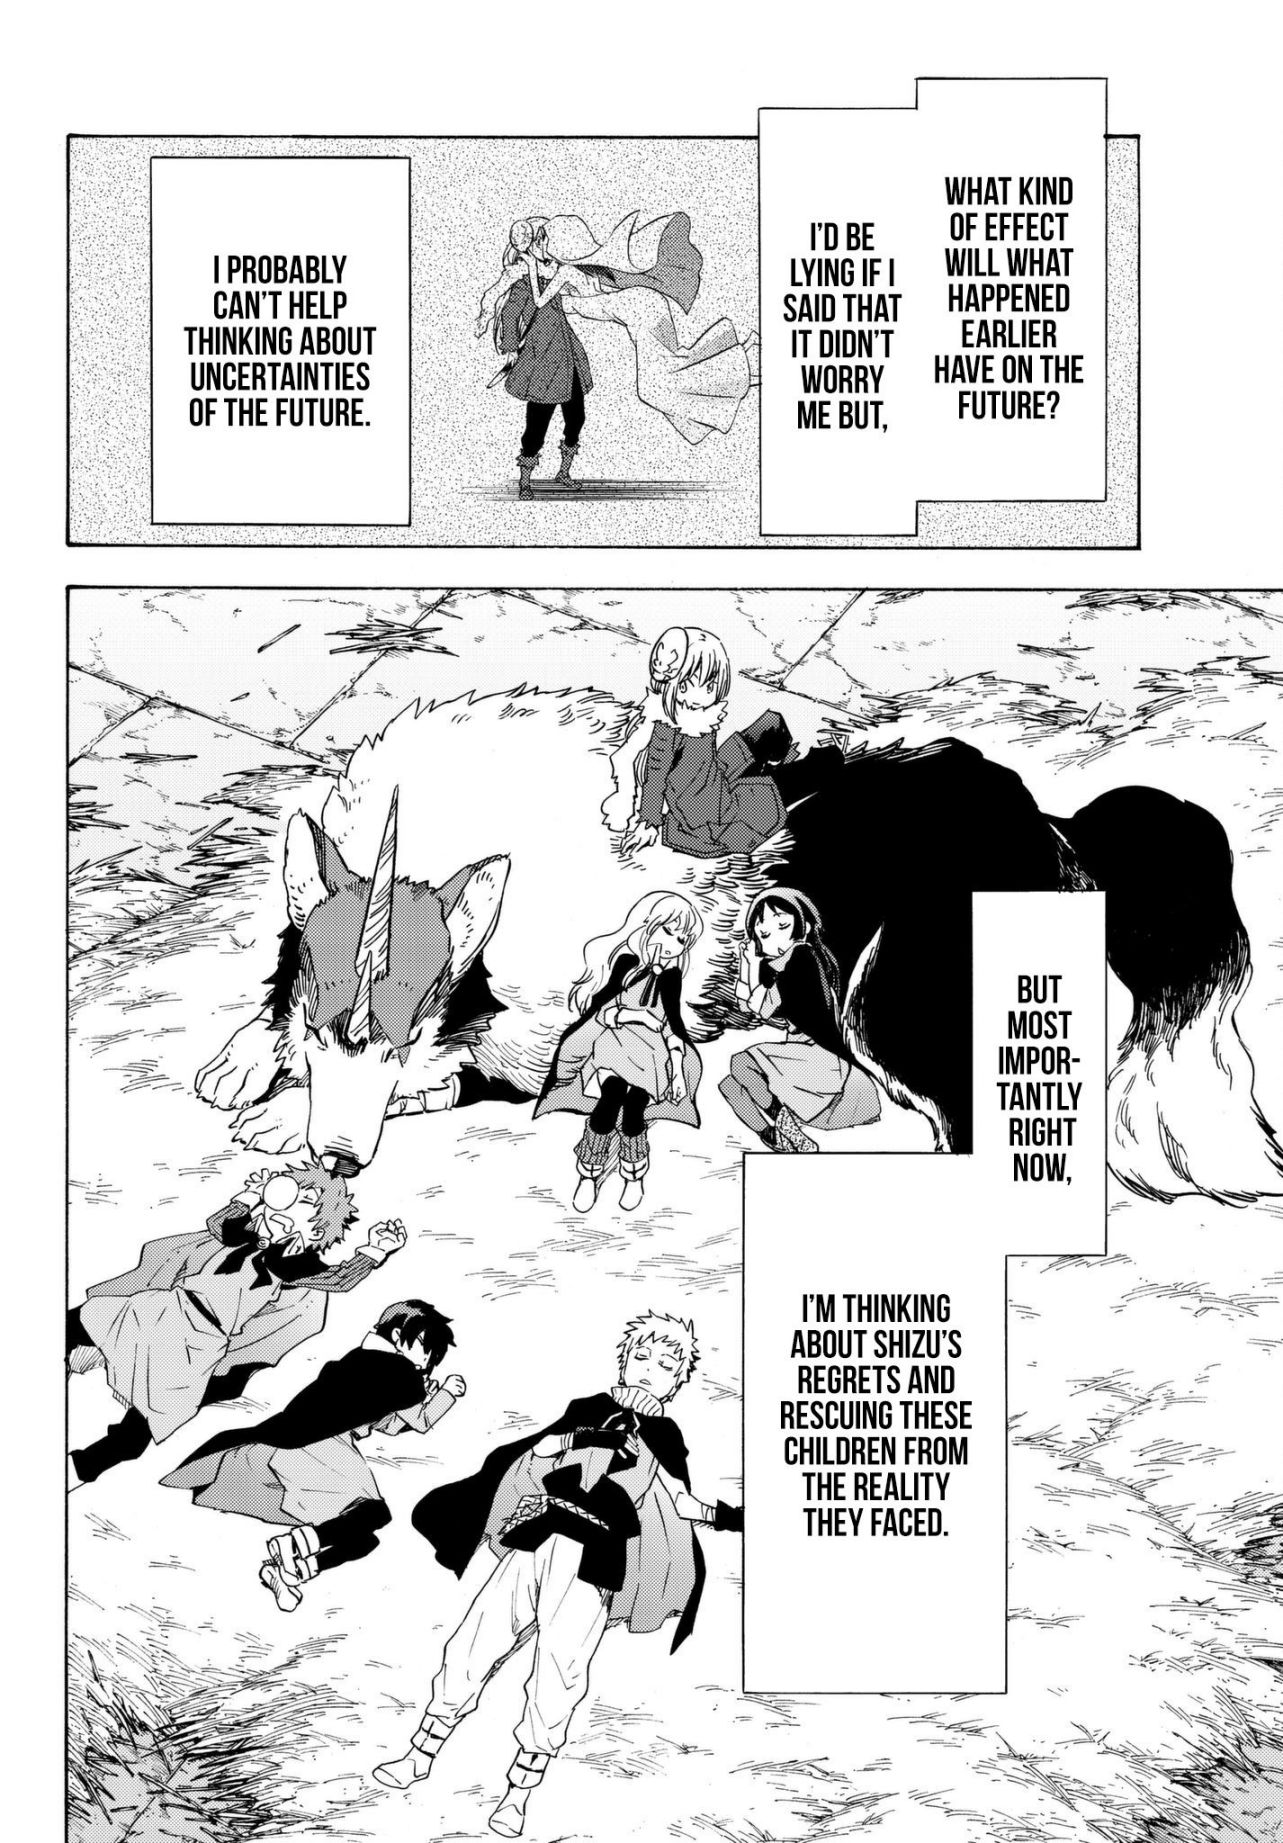 WHAT KIND
OF EFFECT
WILL WHAT
HAPPENED
EARLIER
HAVE ON THE
FUTURE?
I'D BE
LYING IF I
SAID THAT
IT DIDN'T
WORRY
ME BUT,
I PROBABLY
CAN'T HELP
THINKING ABOUT
UNCERTAINTIES
OF THE FUTURE.
BUT
MOST
IMPOR-
TANTLY
RIGHT
NOW,
I'M THINKING
ABOUT SHIZU'S
REGRETS AND
RESCUING THESE
CHILDREN FROM
THE REALITY
THEY FACED.